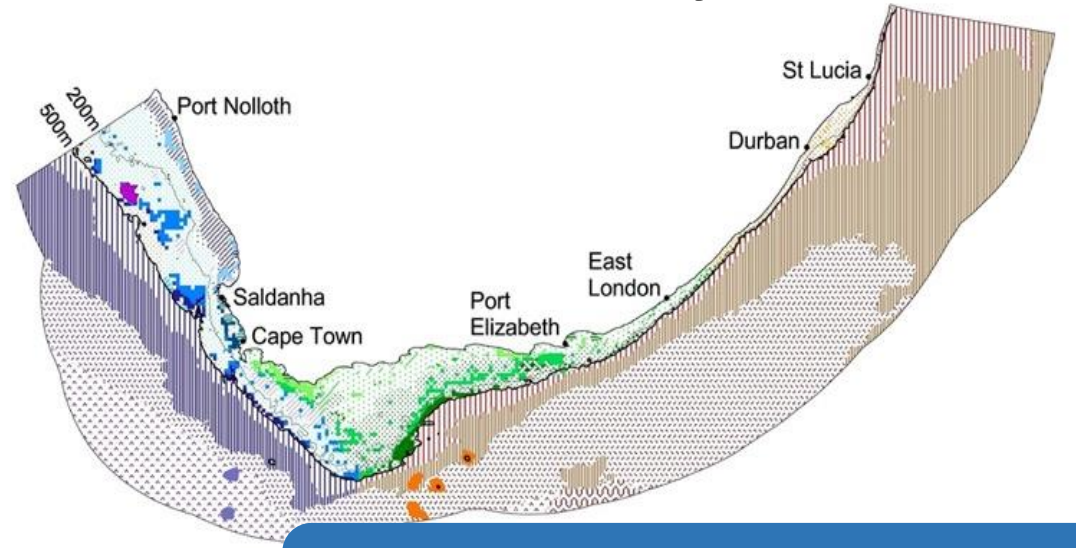 St Lucia
Port Nolloth
200m
500m
Durban
East
London
Saldanha
Port
Elizabeth
Cape Town